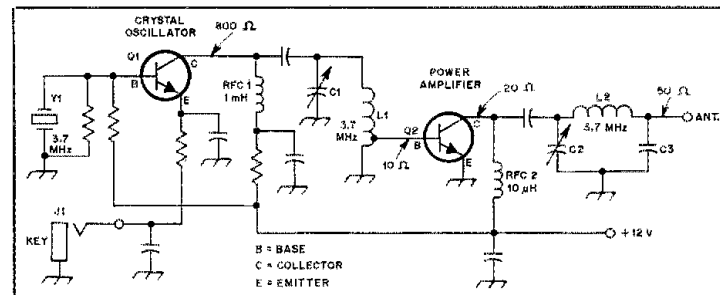 CRYSTAL
OSCILLATOR
800 Ω
Q1
C
B
E
Y1
3.7
MHz
RFC 1
1 mH
C1
L1
3.7
MHz
POWER
AMPLIFIER
Q2
B
C
E
10 Ω
20 Ω
L2
3.7 MHz
50 Ω
ANT.
C2
C3
RFC 2
10 µH
J1
KEY
B = BASE
C = COLLECTOR
E = EMITTER
+12 V